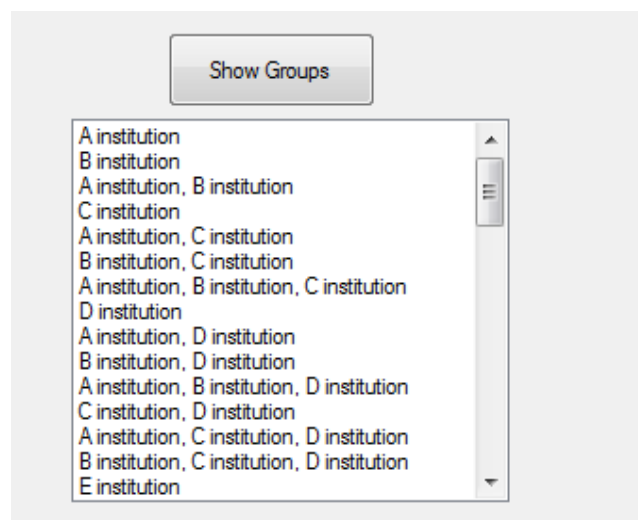 Show Groups
A institution
B institution
A institution, B institution
C institution
A institution, C institution
B institution, C institution
A institution, B institution, C institution
D institution
A institution, D institution
B institution, D institution
A institution, B institution, D institution
C institution, D institution
A institution, C institution, D institution
B institution, C institution, D institution
E institution